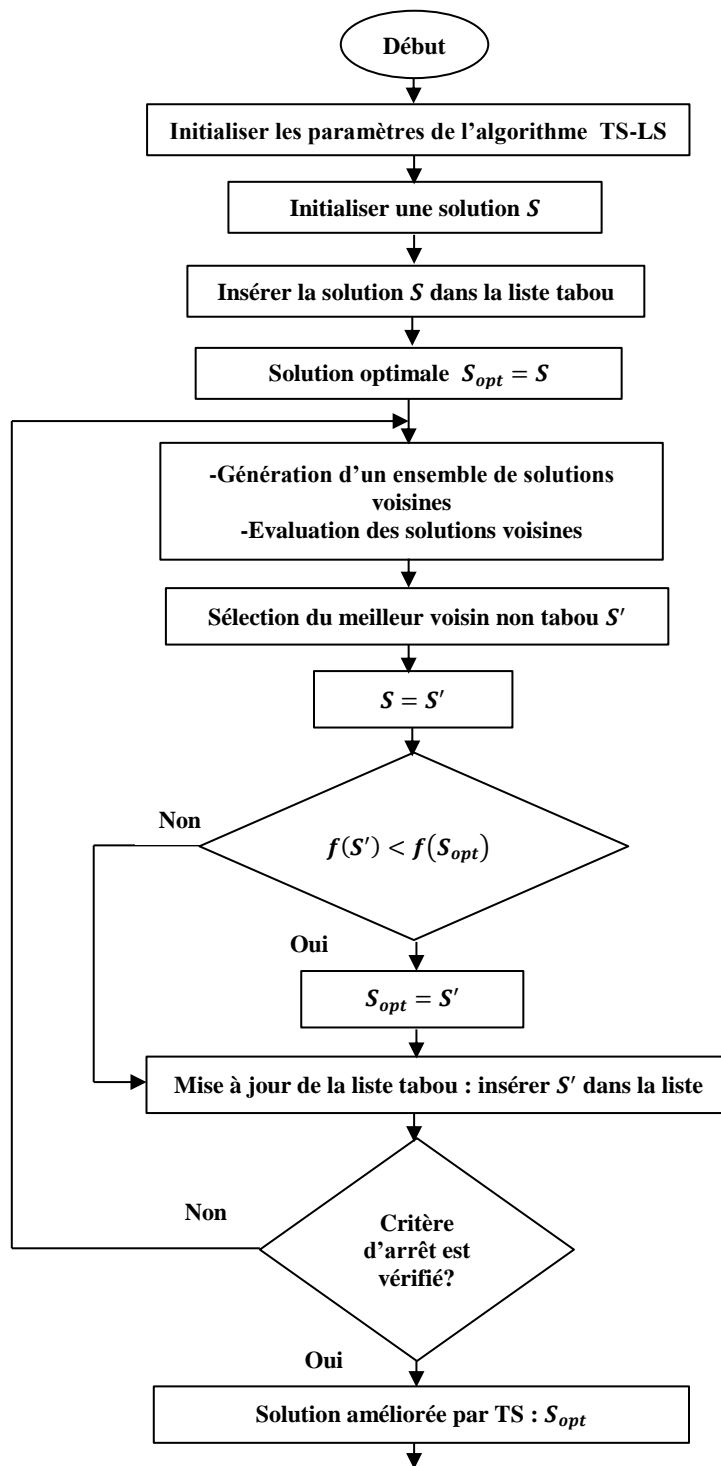 Début
Initialiser les paramètres de l'algorithme TS-LS
Initialiser une solution S
Insérer la solution S dans la liste tabou
Solution optimale S_opt = S
-Génération d'un ensemble de solutions
voisines
-Evaluation des solutions voisines
Sélection du meilleur voisin non tabou S'
S = S'
Non
f(S') < f(S_opt)
Oui
S_opt = S'
Mise à jour de la liste tabou : insérer S' dans la liste
Non
Critère
d'arrêt est
vérifié?
Oui
Solution améliorée par TS : S_opt